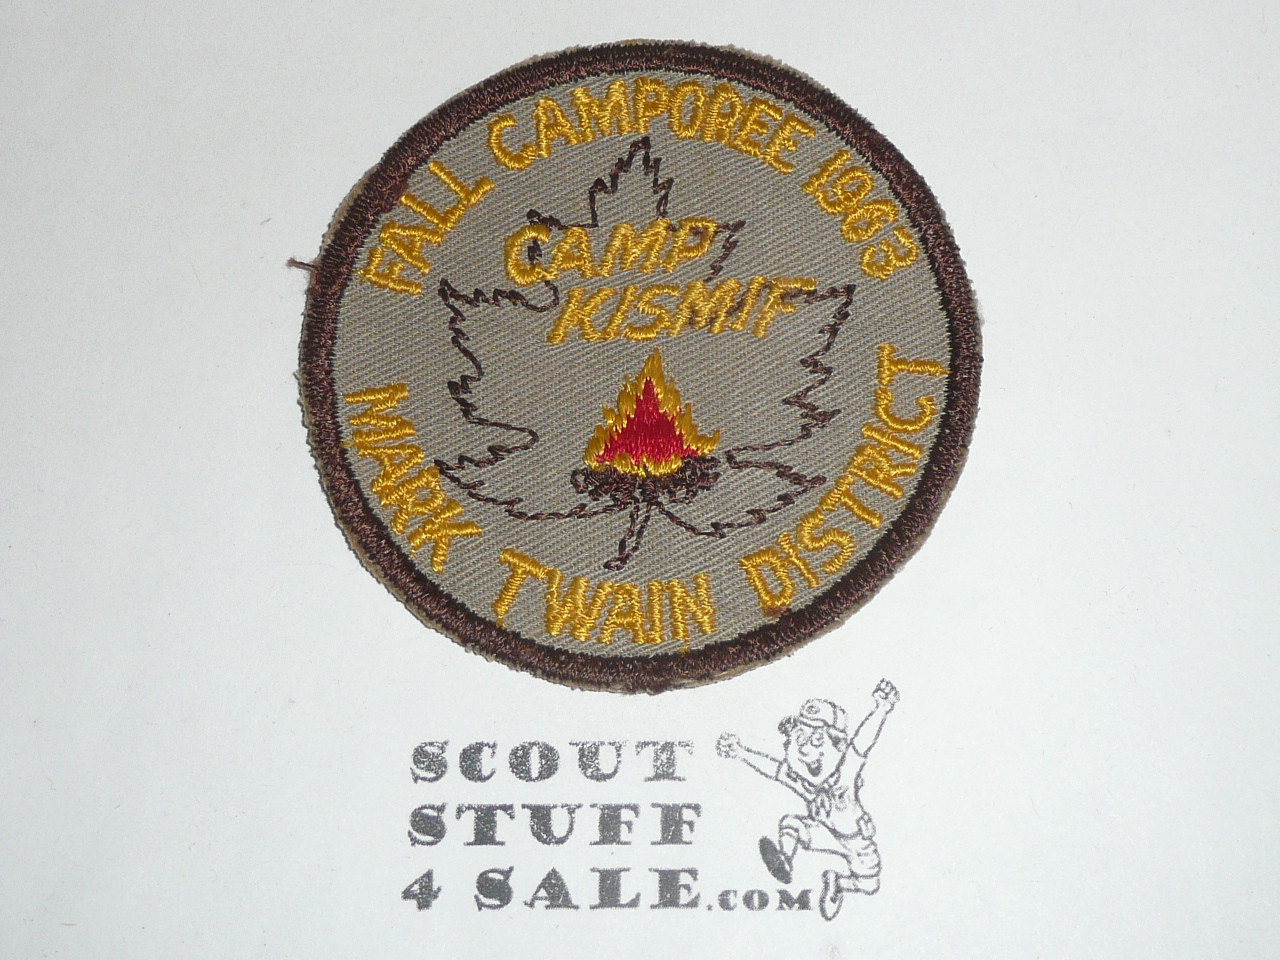 FALL CAMPOREE 1963
CAMP
KISMIF
MARK TWAIN DISTRICT
SCOUT
STUFF
4 SALE.COM